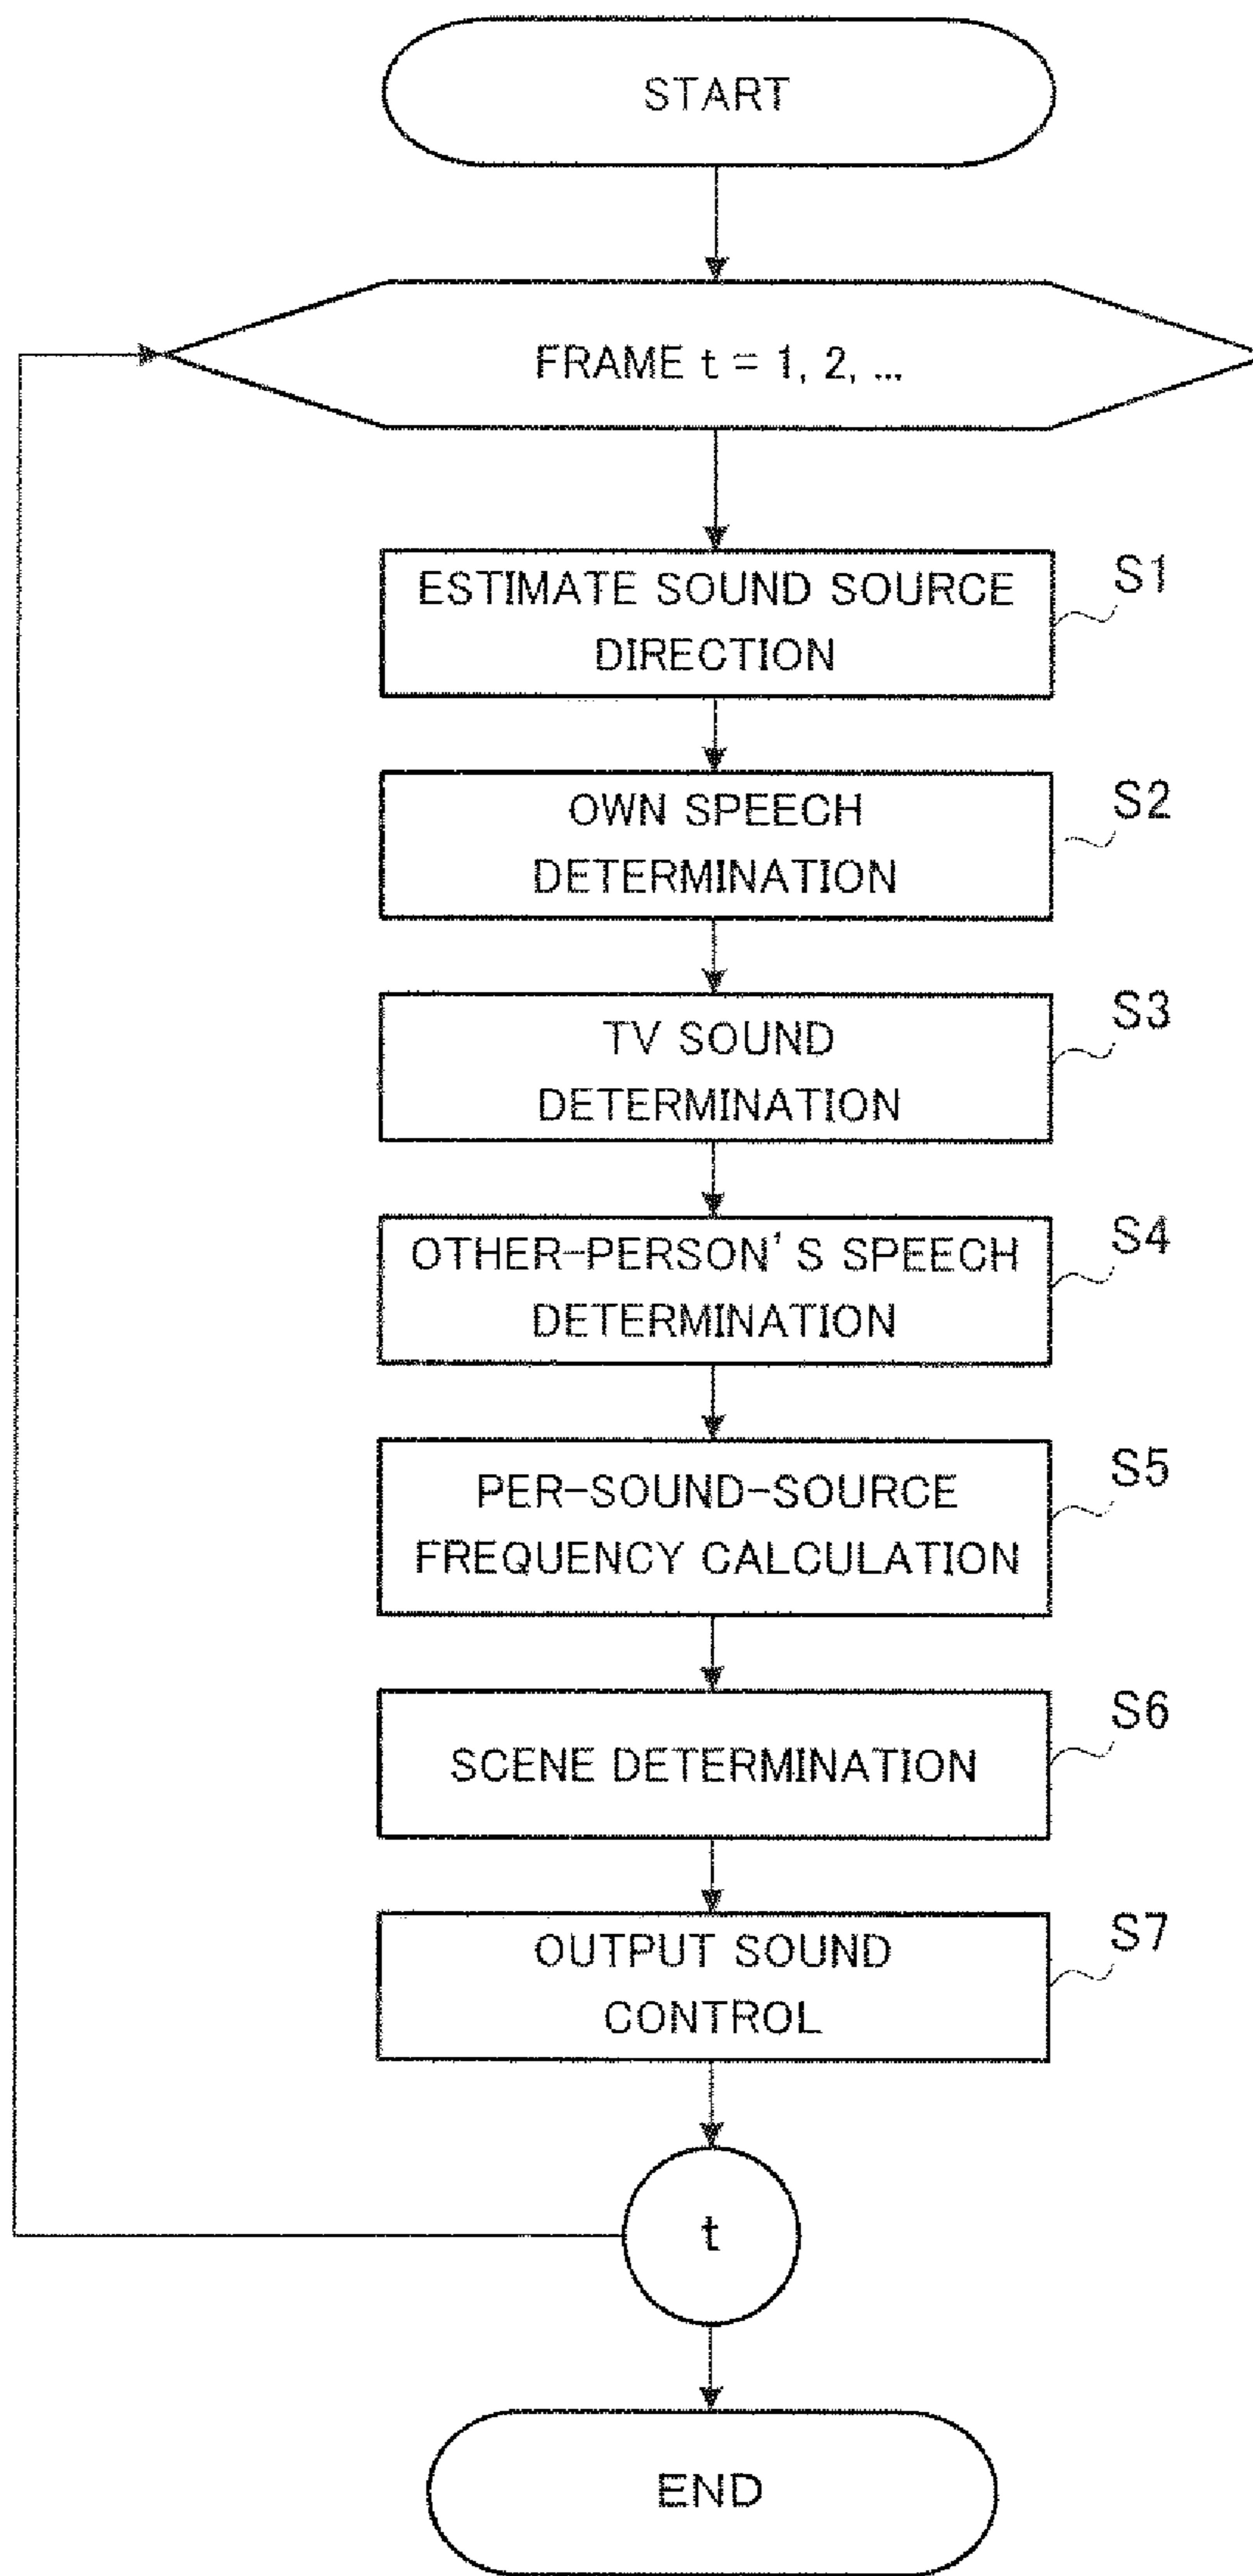 START
FRAME t = 1, 2, ...
ESTIMATE SOUND SOURCE
DIRECTION
S1
OWN SPEECH
DETERMINATION
S2
TV SOUND
DETERMINATION
S3
OTHER-PERSON'S SPEECH
DETERMINATION
S4
PER-SOUND-SOURCE
FREQUENCY CALCULATION
S5
SCENE DETERMINATION
S6
OUTPUT SOUND
CONTROL
S7
t
END